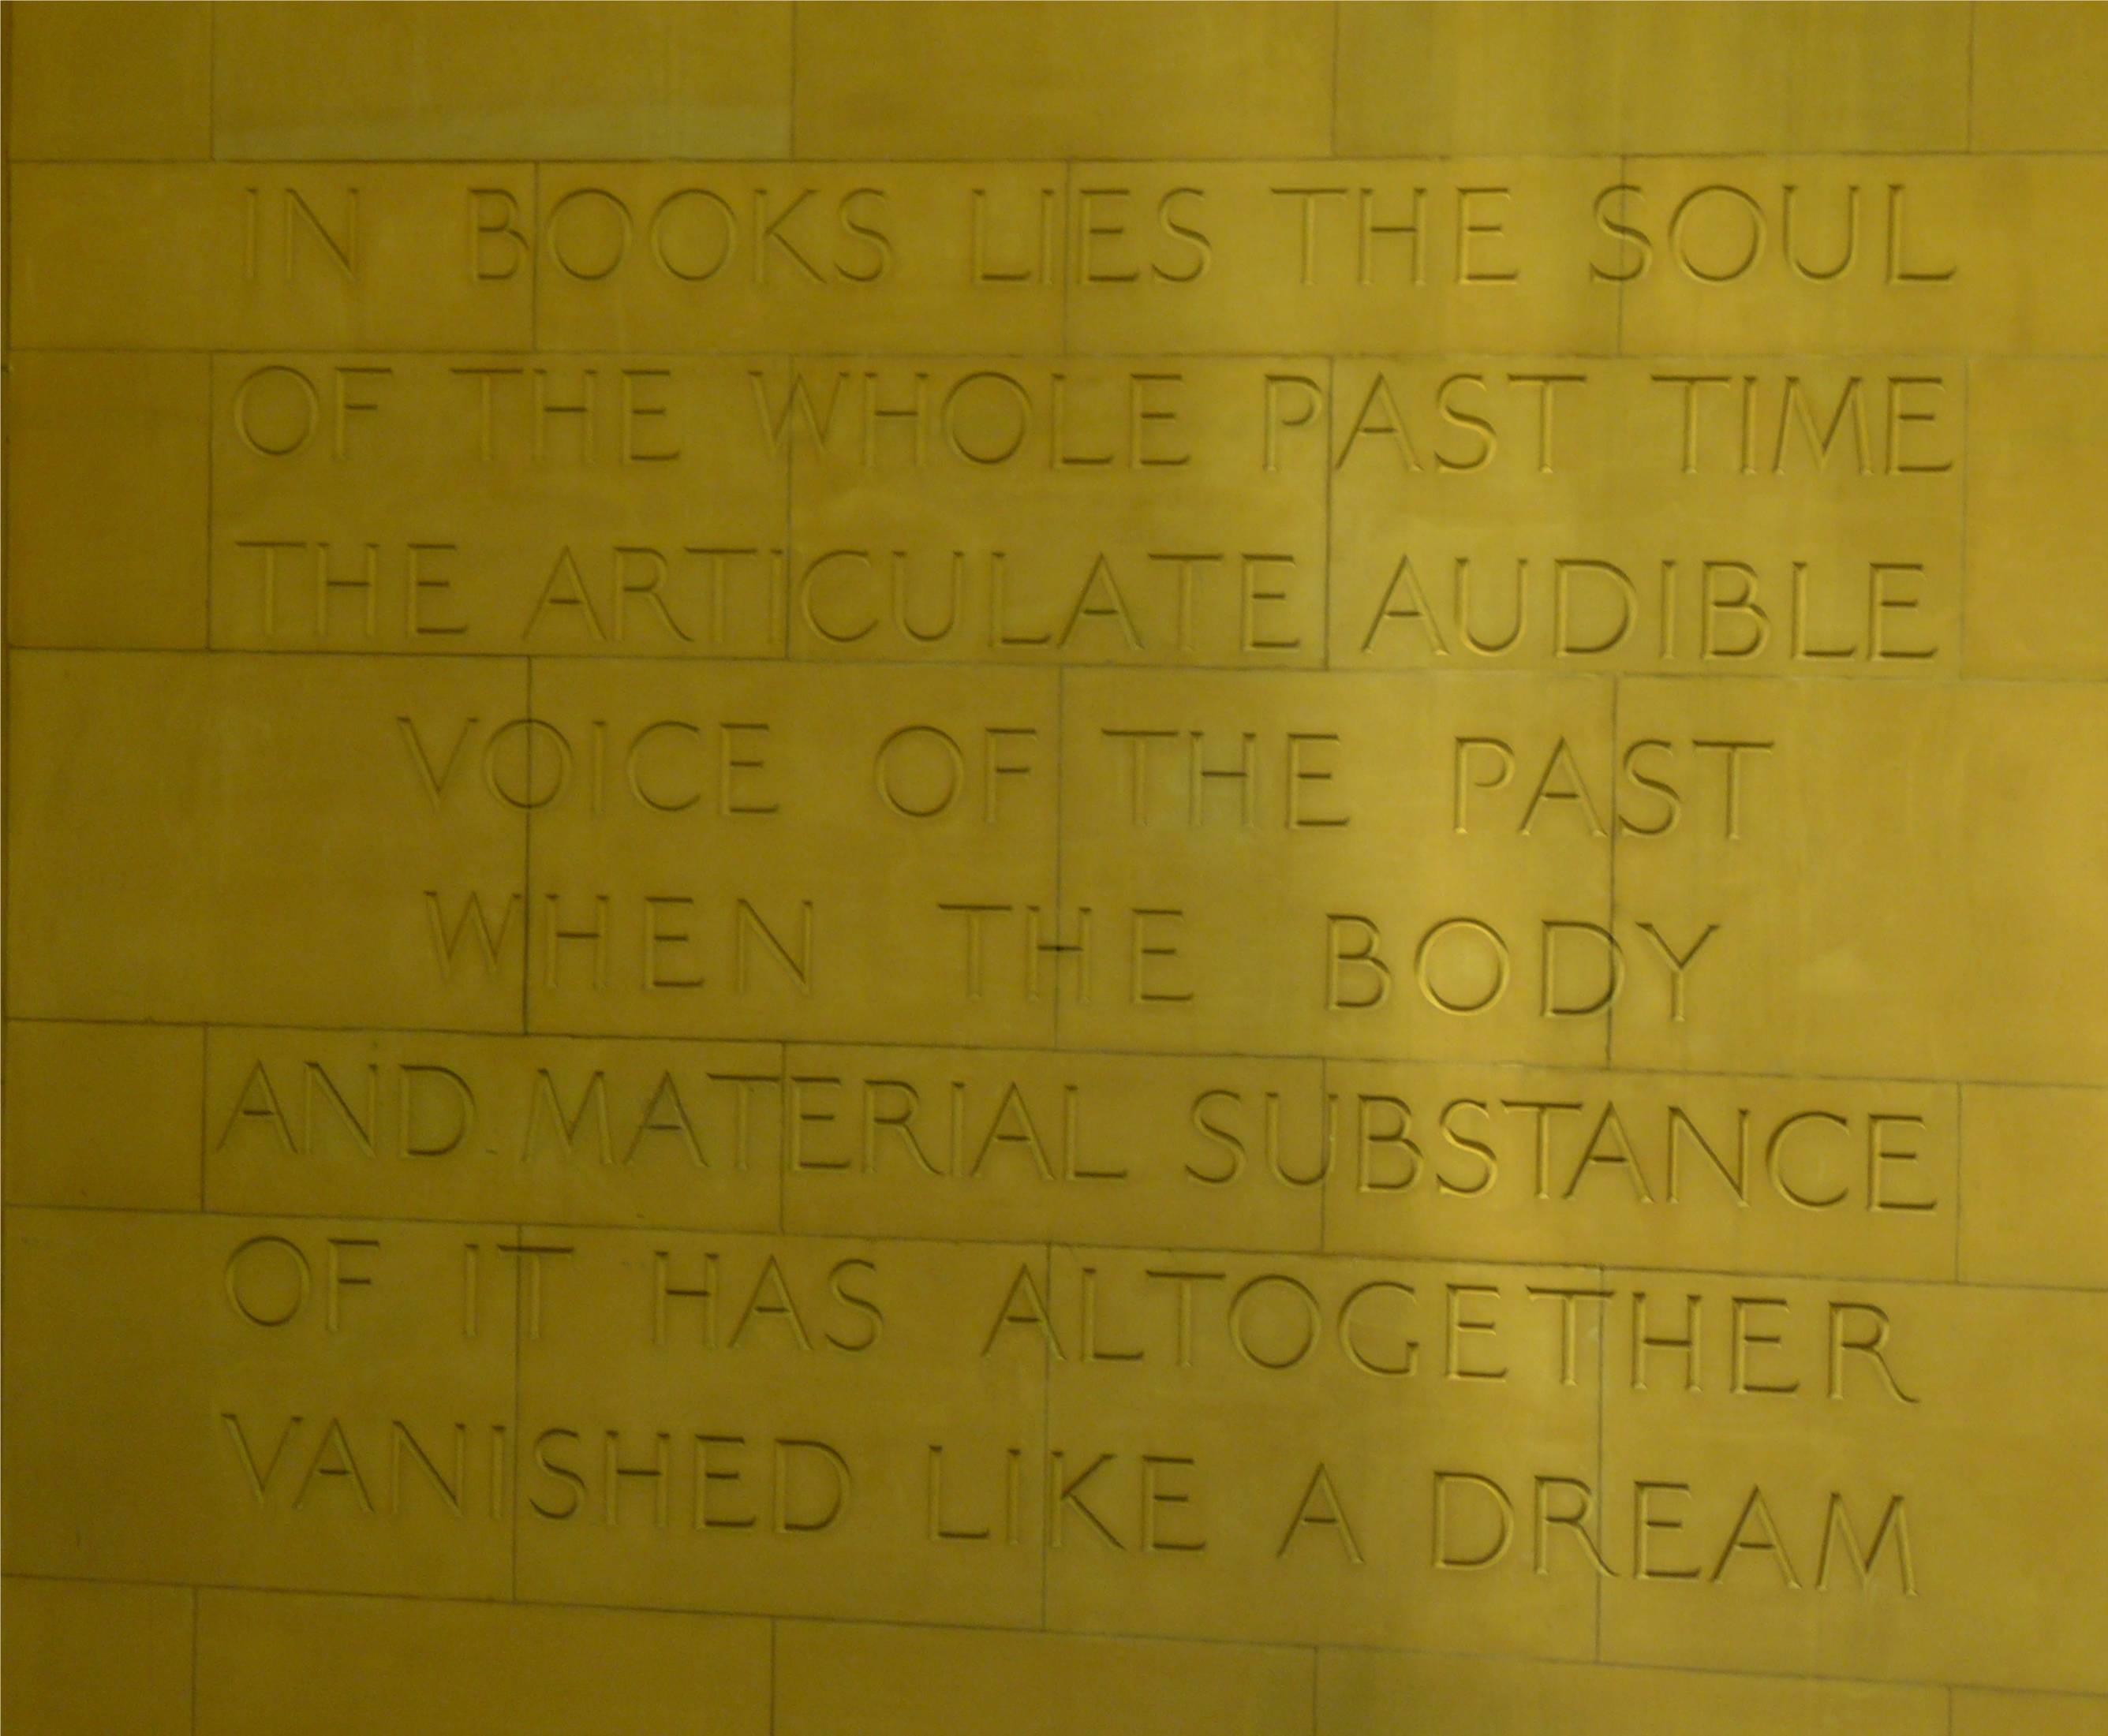 IN BOOKS LIES THE SOUL
OF THE WHOLE PAST TIME
THE ARTICULATE AUDIBLE
VOICE OF THE PAST
WHEN THE BODY
AND MATERIAL SUBSTANCE
OF IT HAS ALTOGETHER
VANISHED LIKE A DREAM